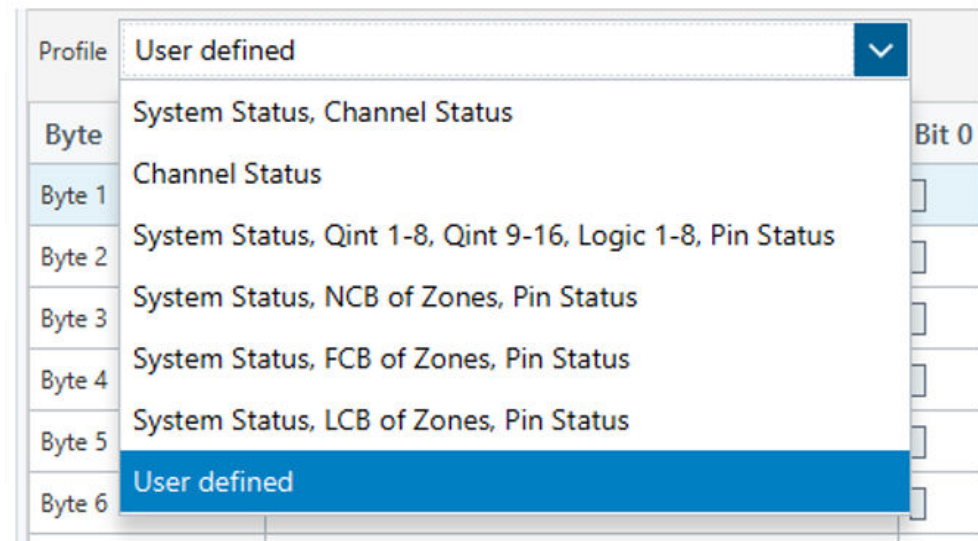 Profile User defined
System Status, Channel Status
Byte Bit 0
Channel Status
Byte 1
System Status, Qint 1-8, Qint 9-16, Logic 1-8, Pin Status
Byte 2
System Status, NCB of Zones, Pin Status
Byte 3
System Status, FCB of Zones, Pin Status
Byte 4
System Status, LCB of Zones, Pin Status
Byte 5
User defined
Byte 6